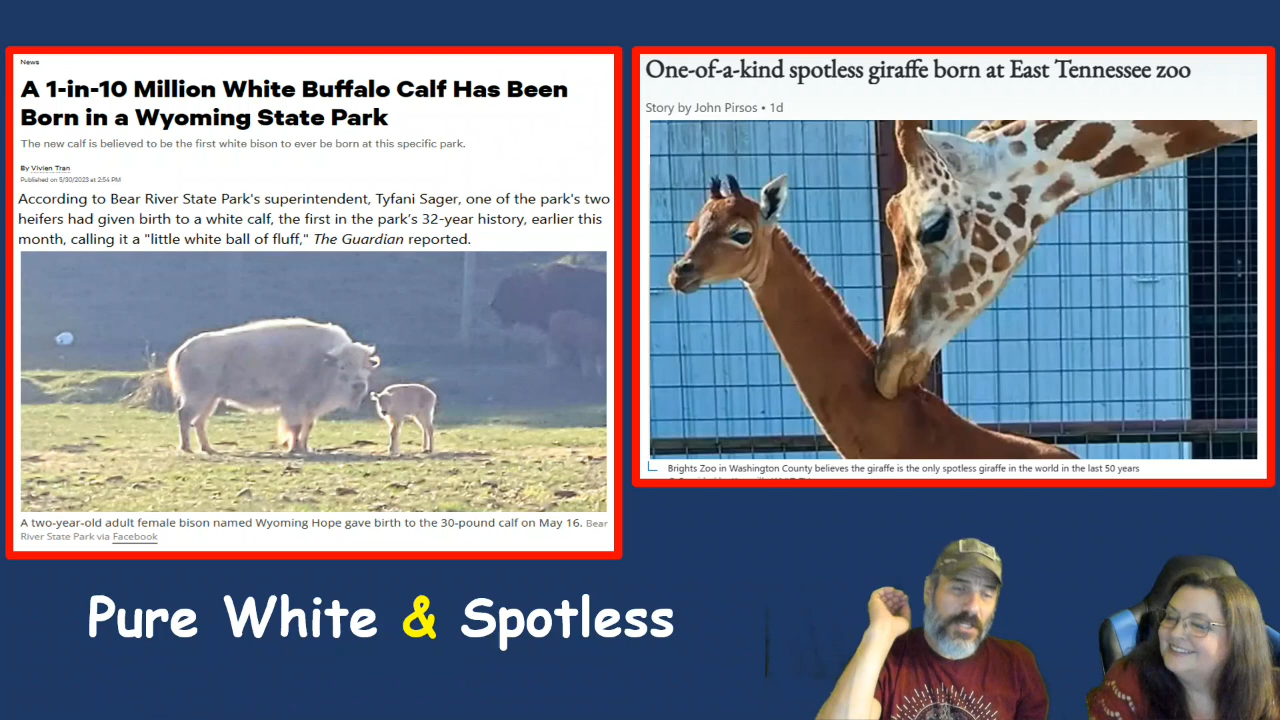 News
A 1-in-10 Million White Buffalo Calf Has Been
Born in a Wyoming State Park
The new calf is believed to be the first white bison to ever be born at this specific park.
By Vivien Tran
Published on 5/30/2023 at 2:54 PM
According to Bear River State Park's superintendent, Tyfani Sager, one of the park's two
heifers had given birth to a white calf, the first in the park's 32-year history, earlier this
month, calling it a "little white ball of fluff," The Guardian reported.
A two-year-old adult female bison named Wyoming Hope gave birth to the 30-pound calf on May 16. Bear
River State Park via Facebook
One-of-a-kind spotless giraffe born at East Tennessee zoo
Story by John Pirsos • 1d
Brights Zoo in Washington County believes the giraffe is the only spotless giraffe in the world in the last 50 years
Pure White & Spotless